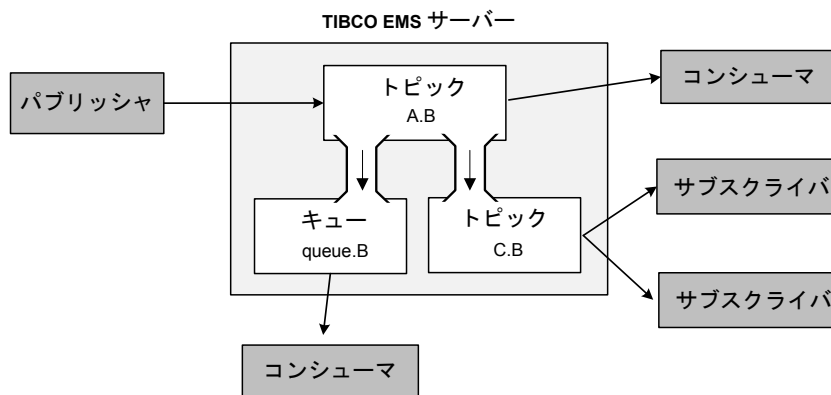 TIBCO EMS サーバー
パブリッシャ
トピック
A.B
コンシューマ
キュー
queue.B
トピック
C.B
サブスクライバ
サブスクライバ
コンシューマ